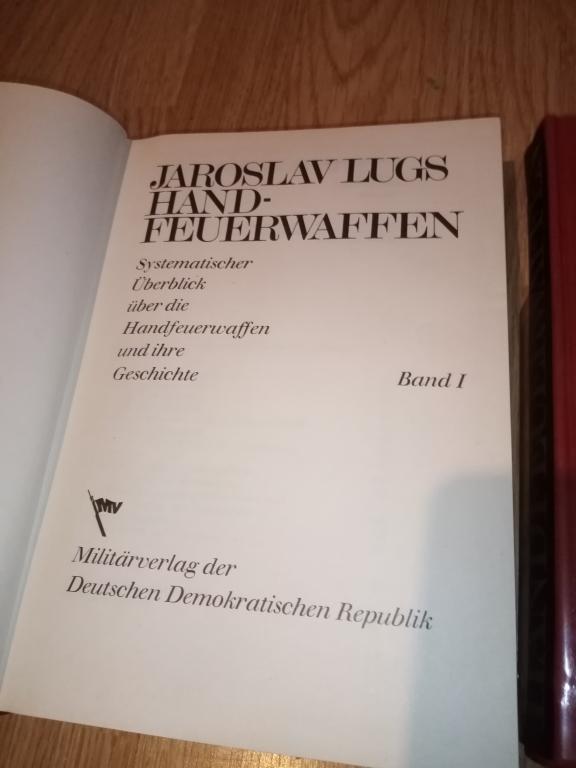 JAROSLAV LUGS
HAND-
FEUERWAFFEN
Systematischer
Überblick
über die
Handfeuerwaffen
und ihre
Geschichte
Band I
MV
Militärverlag der
Deutschen Demokratischen Republik